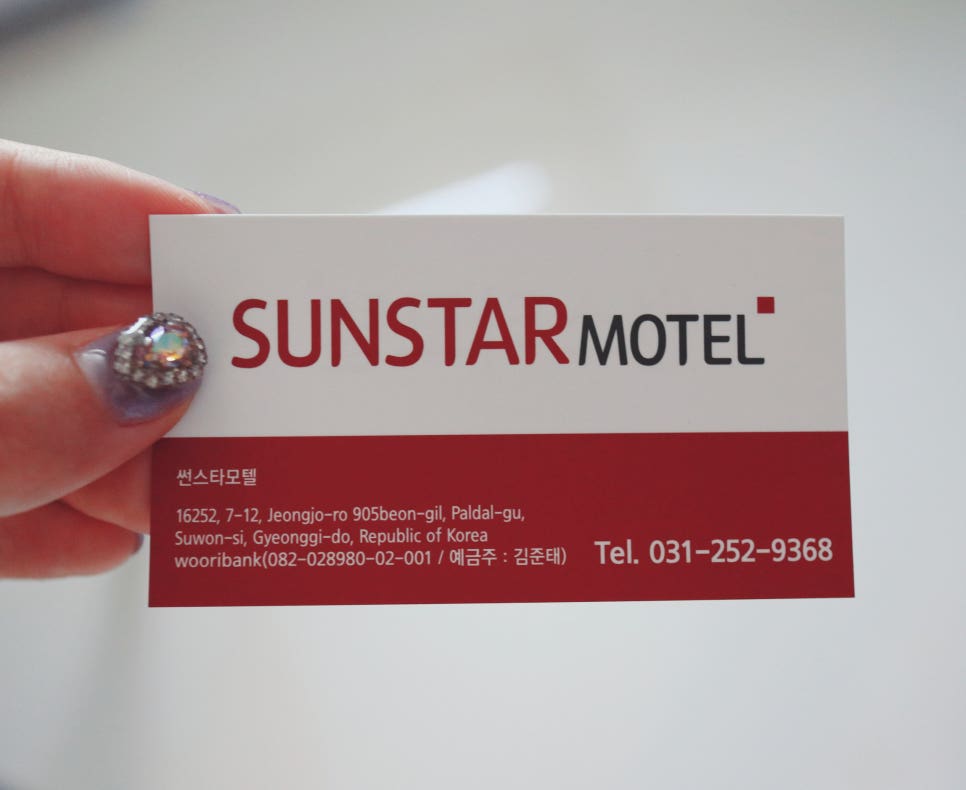 SUNSTAR MOTEL
썬스타모텔
16252, 7-12, Jeongjo-ro 905beon-gil, Paldal-gu,
Suwon-si, Gyeonggi-do, Republic of Korea
wooribank(082-028980-02-001 / 예금주 : 김준태)
Tel. 031-252-9368